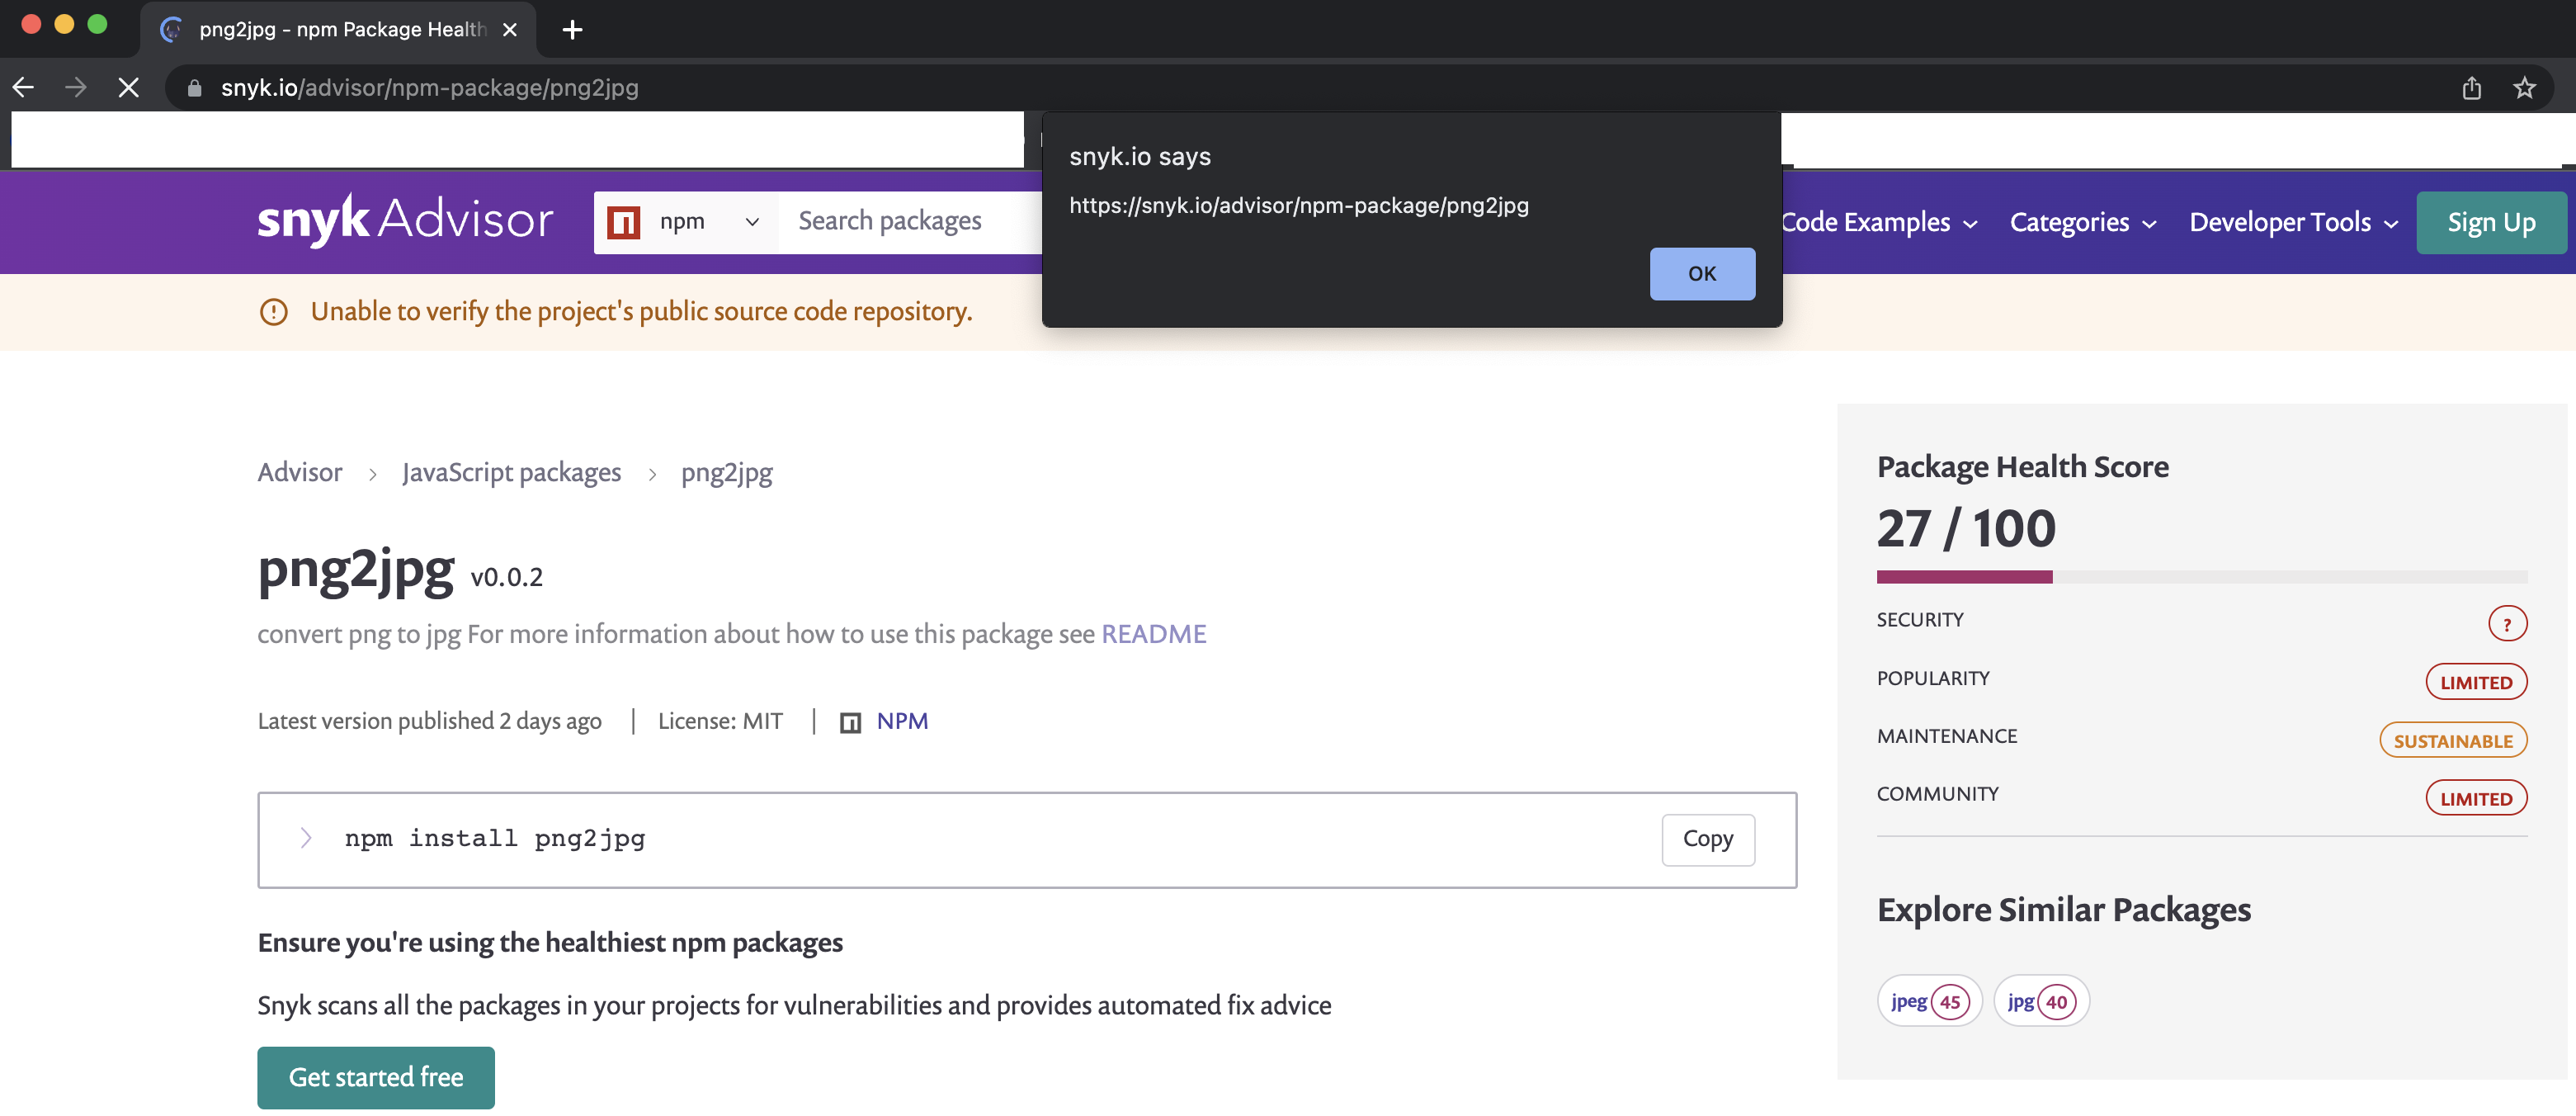 png2jpg - npm Package Health
snyk.io/advisor/npm-package/png2jpg
snyk.io says
https://snyk.io/advisor/npm-package/png2jpg
OK
snyk Advisor
npm
Search packages
Code Examples
Categories
Developer Tools
Sign Up
Unable to verify the project's public source code repository.
Advisor > JavaScript packages > png2jpg
png2jpg v0.0.2
convert png to jpg For more information about how to use this package see README
Latest version published 2 days ago | License: MIT | NPM
npm install png2jpg
Copy
Ensure you're using the healthiest npm packages
Snyk scans all the packages in your projects for vulnerabilities and provides automated fix advice
Get started free
Package Health Score
27 / 100
SECURITY ?
POPULARITY LIMITED
MAINTENANCE SUSTAINABLE
COMMUNITY LIMITED
Explore Similar Packages
jpeg 45 jpg 40